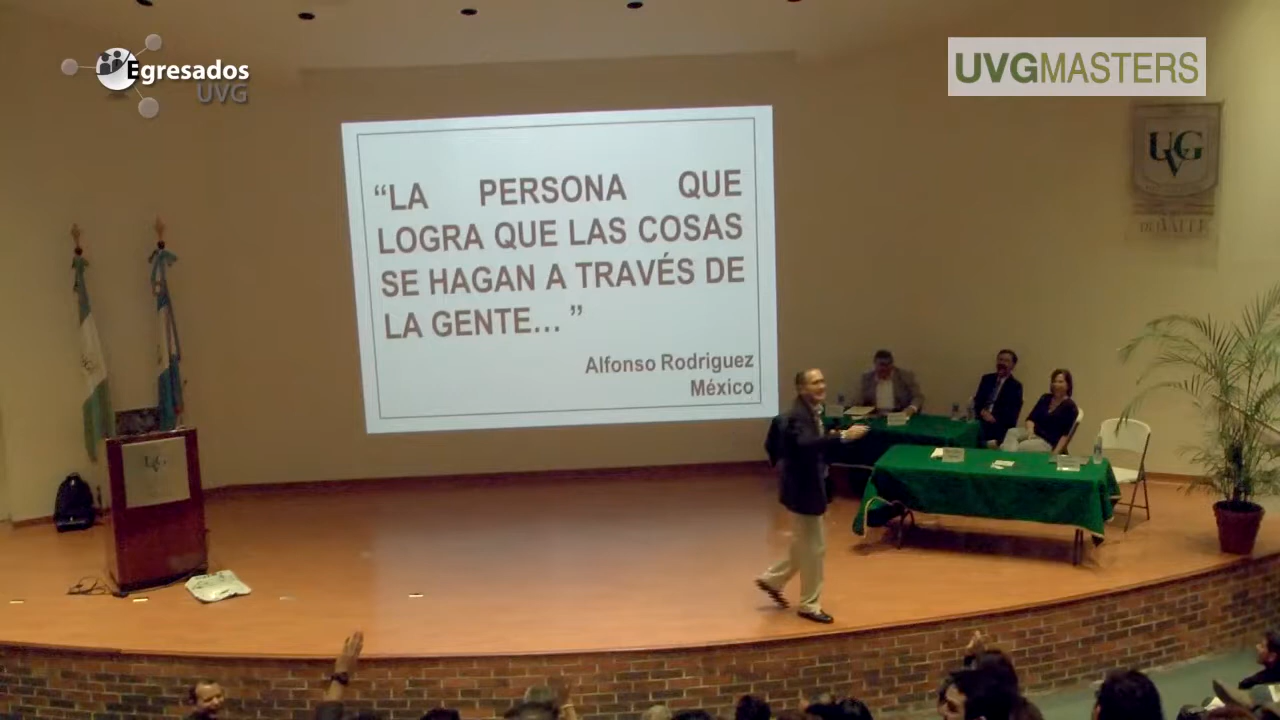 Egresados
UVG
UVGMASTERS
UVG
“LA PERSONA QUE
LOGRA QUE LAS COSAS
SE HAGAN A TRAVÉS DE
LA GENTE... ”
Alfonso Rodriguez
México
UVG